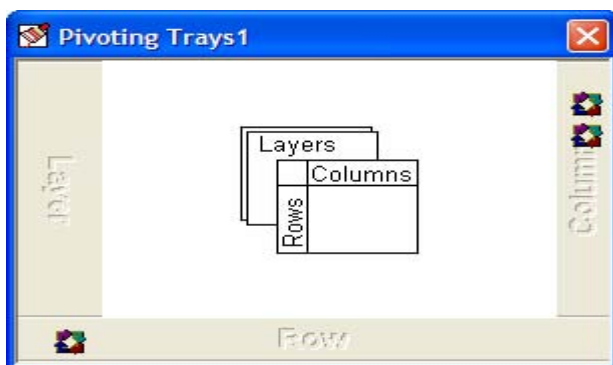 Pivoting Trays1
Layer
Layers
Columns
Rows
Column
Row